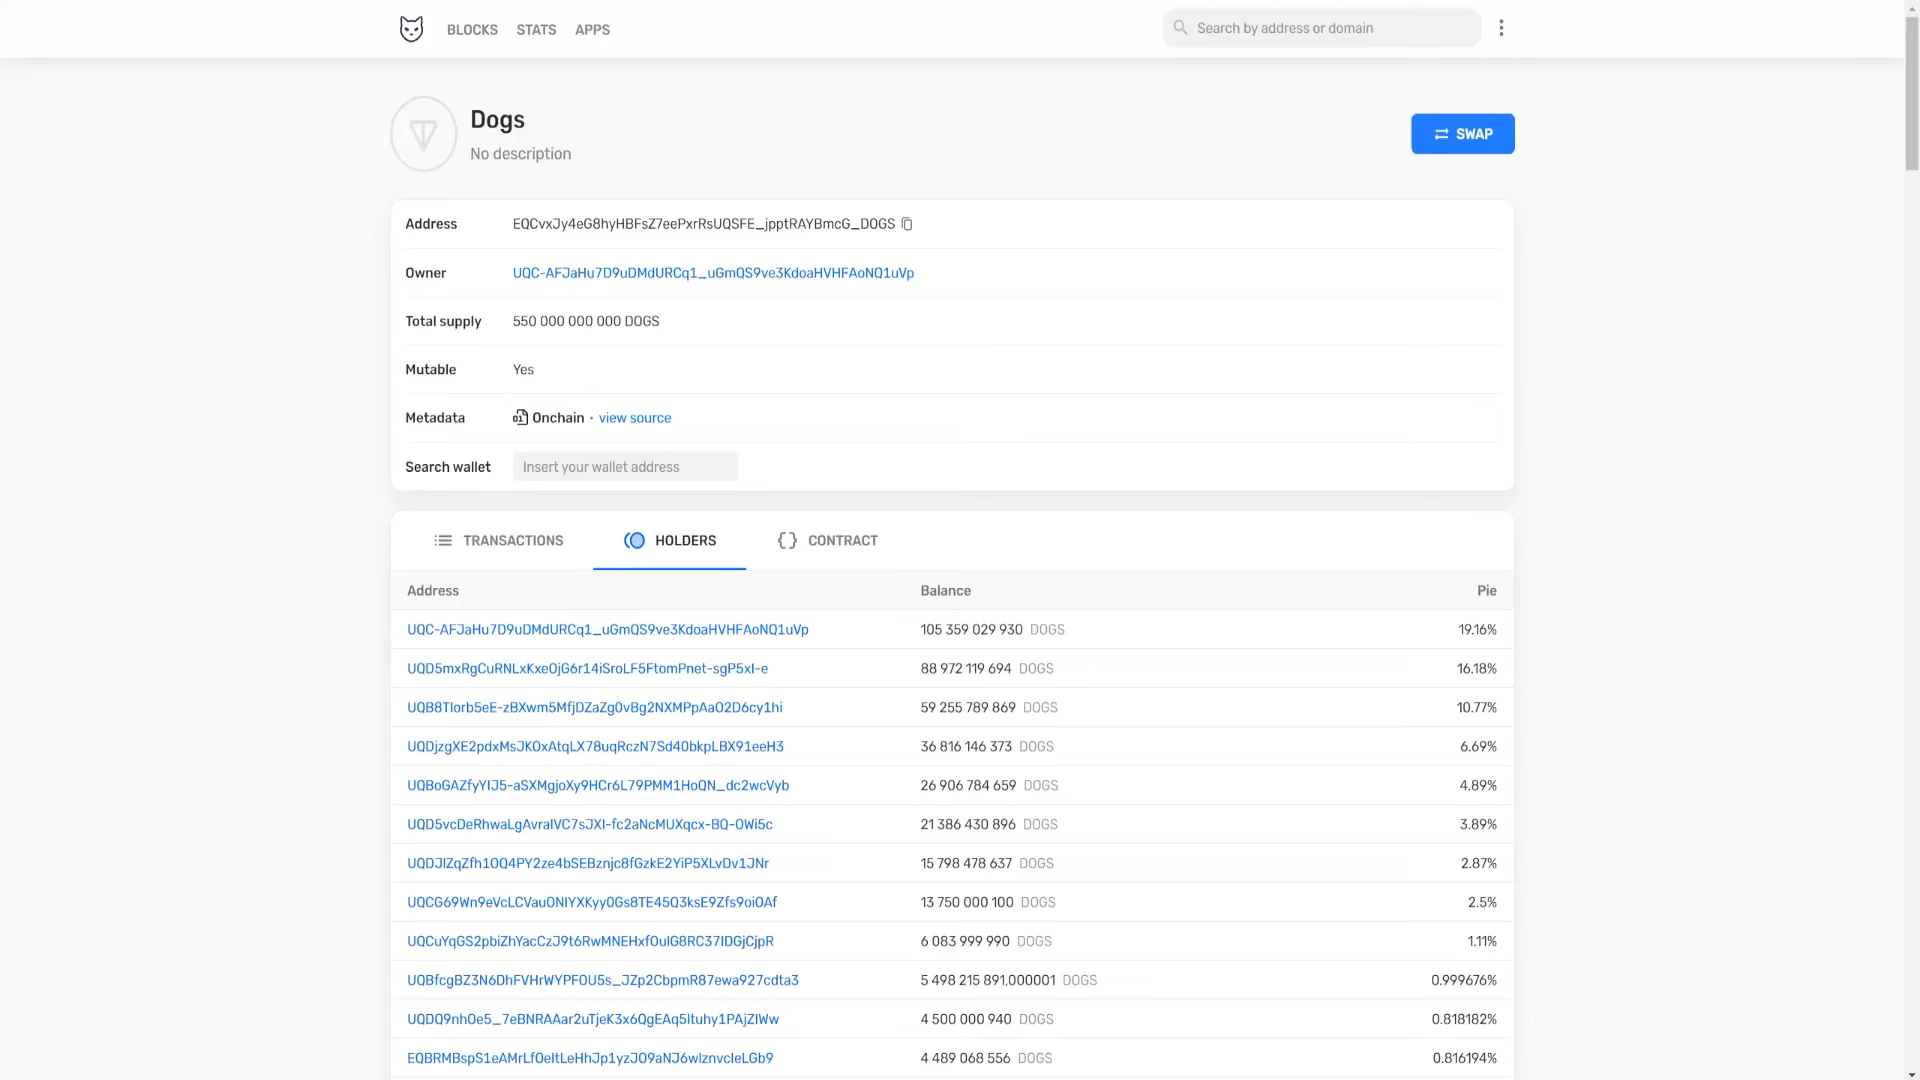 BLOCKS STATS APPS Search by address or domain
Dogs
No description
SWAP
Address EQCvxJy4eG8hyHBFsZ7eePxrRsUQSFE_jpptRAYBmcG_DOGS
Owner UQC-AFJaHu7D9uDMdURCq1_uGmQS9ve3KdoaHVHFAoNQ1uVp
Total supply 550 000 000 000 DOGS
Mutable Yes
Metadata Onchain · view source
Search wallet Insert your wallet address
TRANSACTIONS HOLDERS CONTRACT
Address Balance Pie
UQC-AFJaHu7D9uDMdURCq1_uGmQS9ve3KdoaHVHFAoNQ1uVp 105 359 029 930 DOGS 19.16%
UQD5mxRgCuRNLxKxeOjG6r14iSroLF5FtomPnet-sgP5xI-e 88 972 119 694 DOGS 16.18%
UQB8TIorb5eE-zBXwm5MfjDZaZg0vBg2NXMPpAaO2D6cy1hi 59 255 789 869 DOGS 10.77%
UQDjzgXE2pdxMsJKOxAtqLX78uqRczN7Sd40bkpLBX91eeH3 36 816 146 373 DOGS 6.69%
UQBoGAZfyYIJ5-aSXMgjoXy9HCr6L79PMM1HoQN_dc2wcVyb 26 906 784 659 DOGS 4.89%
UQD5vcDeRhwaLgAvralVC7sJXI-fc2aNcMUXqcx-BQ-OWi5c 21 386 430 896 DOGS 3.89%
UQDJlZqZfh1OQ4PY2ze4bSEBznjc8fGzkE2YiP5XLvDv1JNr 15 798 478 637 DOGS 2.87%
UQCG69Wn9eVcLCVauONIYXKyy0Gs8TE45Q3ksE9Zfs9oiOAf 13 750 000 100 DOGS 2.5%
UQCuYqGS2pbiZhYacCzJ9t6RwMNEHxfOulG8RC37IDGjCjpR 6 083 999 990 DOGS 1.11%
UQBfcgBZ3N6DhFVHrWYPFOU5s_JZp2CbpmR87ewa927cdta3 5 498 215 891,000001 DOGS 0.999676%
UQDQ9nhOe5_7eBNRAAar2uTjeK3x6QgEAq5Ituhy1PAjZIWw 4 500 000 940 DOGS 0.818182%
EQBRMBspS1eAMrLfOeItLeHhJp1yzJO9aNJ6wIznvcIeLGb9 4 489 068 556 DOGS 0.816194%